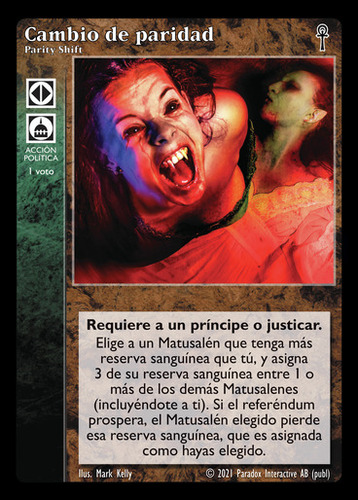 Cambio de paridad
Parity Shift
ACCIÓN
POLÍTICA
1 voto
Requiere a un príncipe o justicar.
Elige a un Matusalén que tenga más
reserva sanguínea que tú, y asigna
3 de su reserva sanguínea entre 1 o
más de los demás Matusalenes
(incluyéndote a ti). Si el referéndum
prospera, el Matusalén elegido pierde
esa reserva sanguínea, que es asignada
como hayas elegido.
Ilus. Mark Kelly © 2021 Paradox Interactive AB (publ)